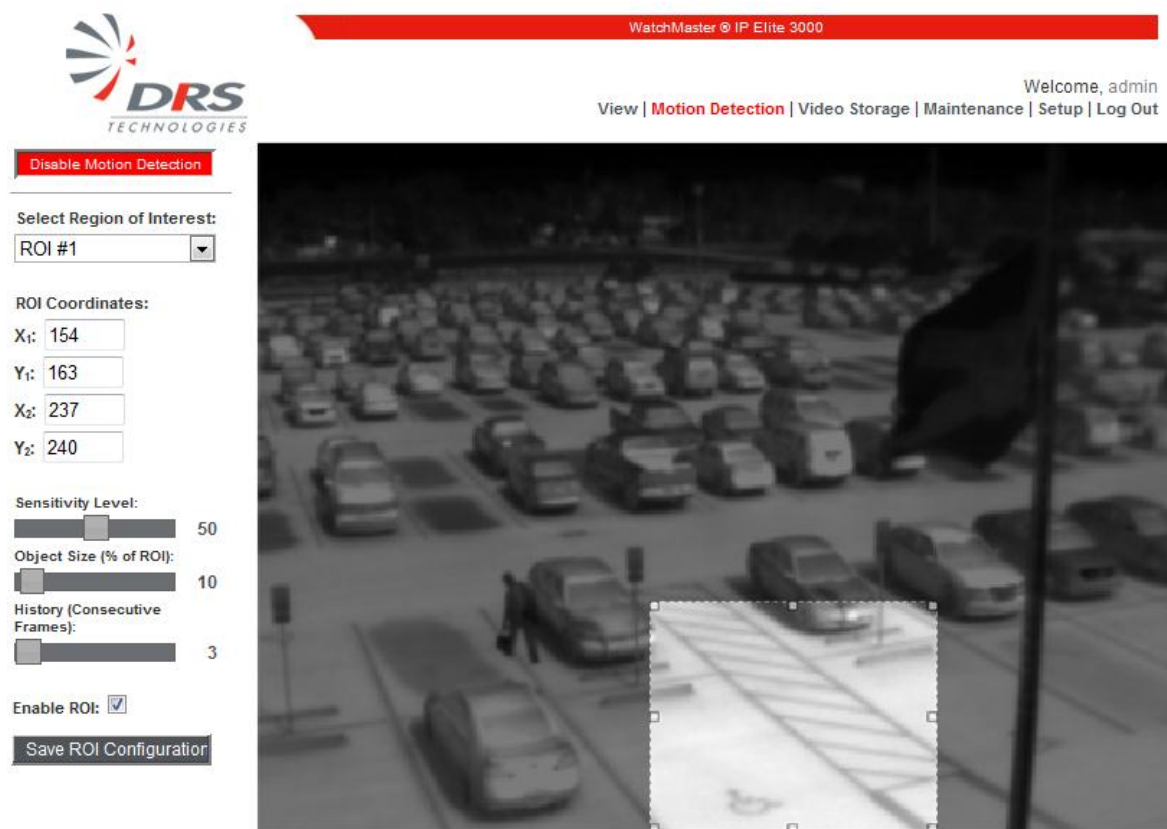 WatchMaster ® IP Elite 3000
DRS
TECHNOLOGIES
Welcome, admin
View | Motion Detection | Video Storage | Maintenance | Setup | Log Out
Disable Motion Detection
Select Region of Interest:
ROI #1
ROI Coordinates:
X₁: 154
Y₁: 163
X₂: 237
Y₂: 240
Sensitivity Level:
50
Object Size (% of ROI):
10
History (Consecutive
Frames):
3
Enable ROI:
Save ROI Configuration